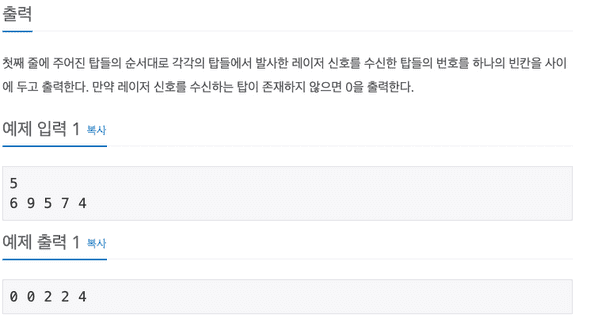 출력
첫째 줄에 주어진 탑들의 순서대로 각각의 탑들에서 발사한 레이저 신호를 수신한 탑들의 번호를 하나의 빈칸을 사이
에 두고 출력한다. 만약 레이저 신호를 수신하는 탑이 존재하지 않으면 0을 출력한다.
예제 입력 1 복사
5
6 9 5 7 4
예제 출력 1 복사
0 0 2 2 4